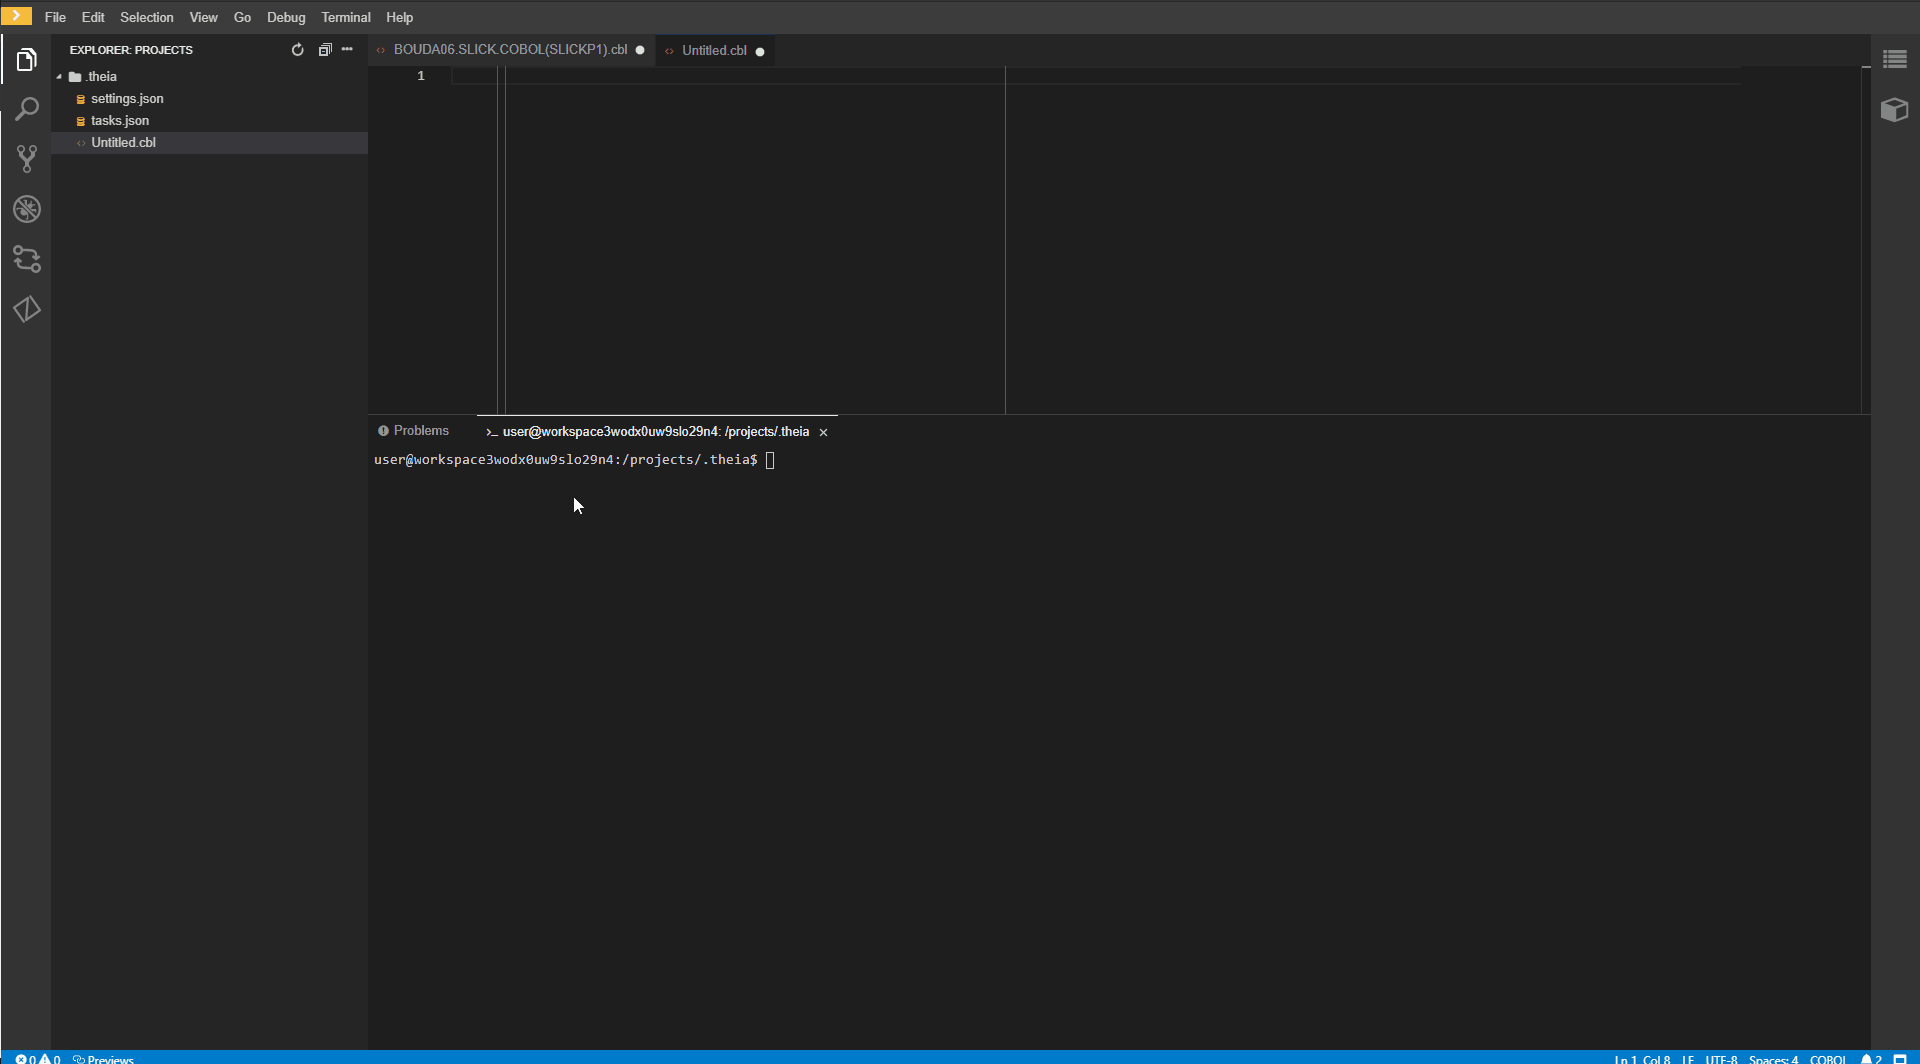 File Edit Selection View Go Debug Terminal Help
EXPLORER: PROJECTS
.theia
settings.json
tasks.json
Untitled.cbl
BOUDA06.SLICK.COBOL(SLICKP1).cbl
Untitled.cbl
1
Problems
>_ user@workspace3wodx0uw9slo29n4: /projects/.theia
user@workspace3wodx0uw9slo29n4:/projects/.theia$
0 0 Previews
Ln 1, Col 8 LF UTF-8 Spaces: 4 COBOL 2